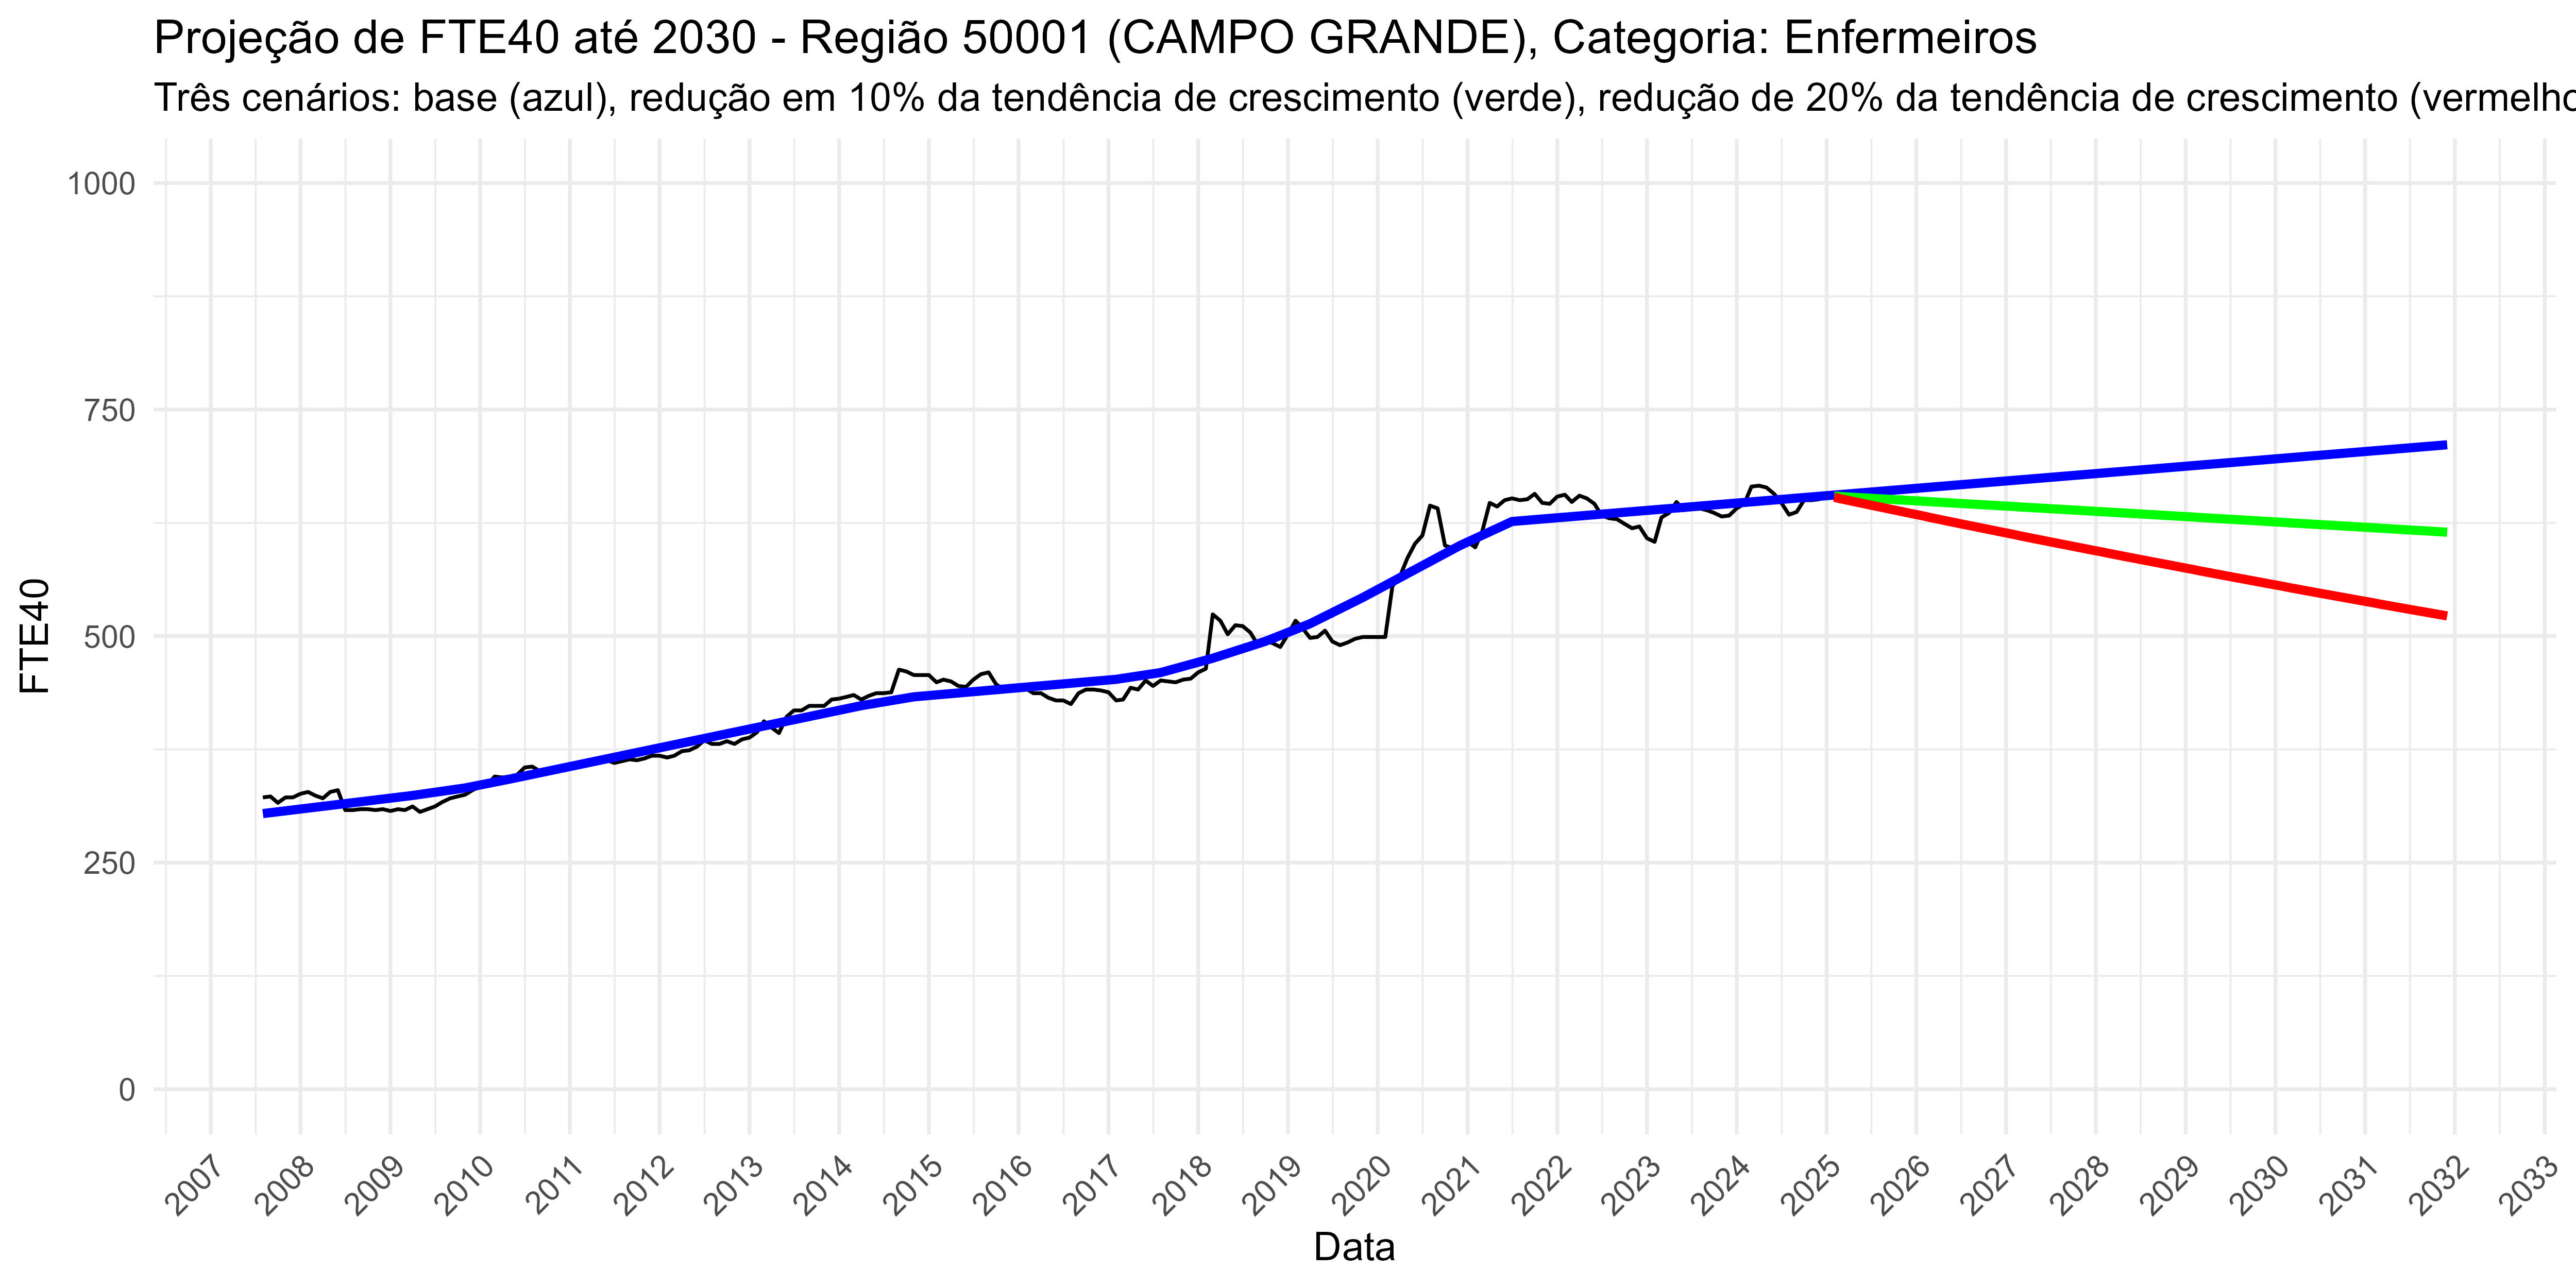 Projeção de FTE40 até 2030 - Região 50001 (CAMPO GRANDE), Categoria: Enfermeiros
Três cenários: base (azul), redução em 10% da tendência de crescimento (verde), redução de 20% da tendência de crescimento (vermelho
1000
750
500
250
0
FTE40
2007 2008 2009 2010 2011 2012 2013 2014 2015 2016 2017 2018 2019 2020 2021 2022 2023 2024 2025 2026 2027 2028 2029 2030 2031 2032 2033
Data